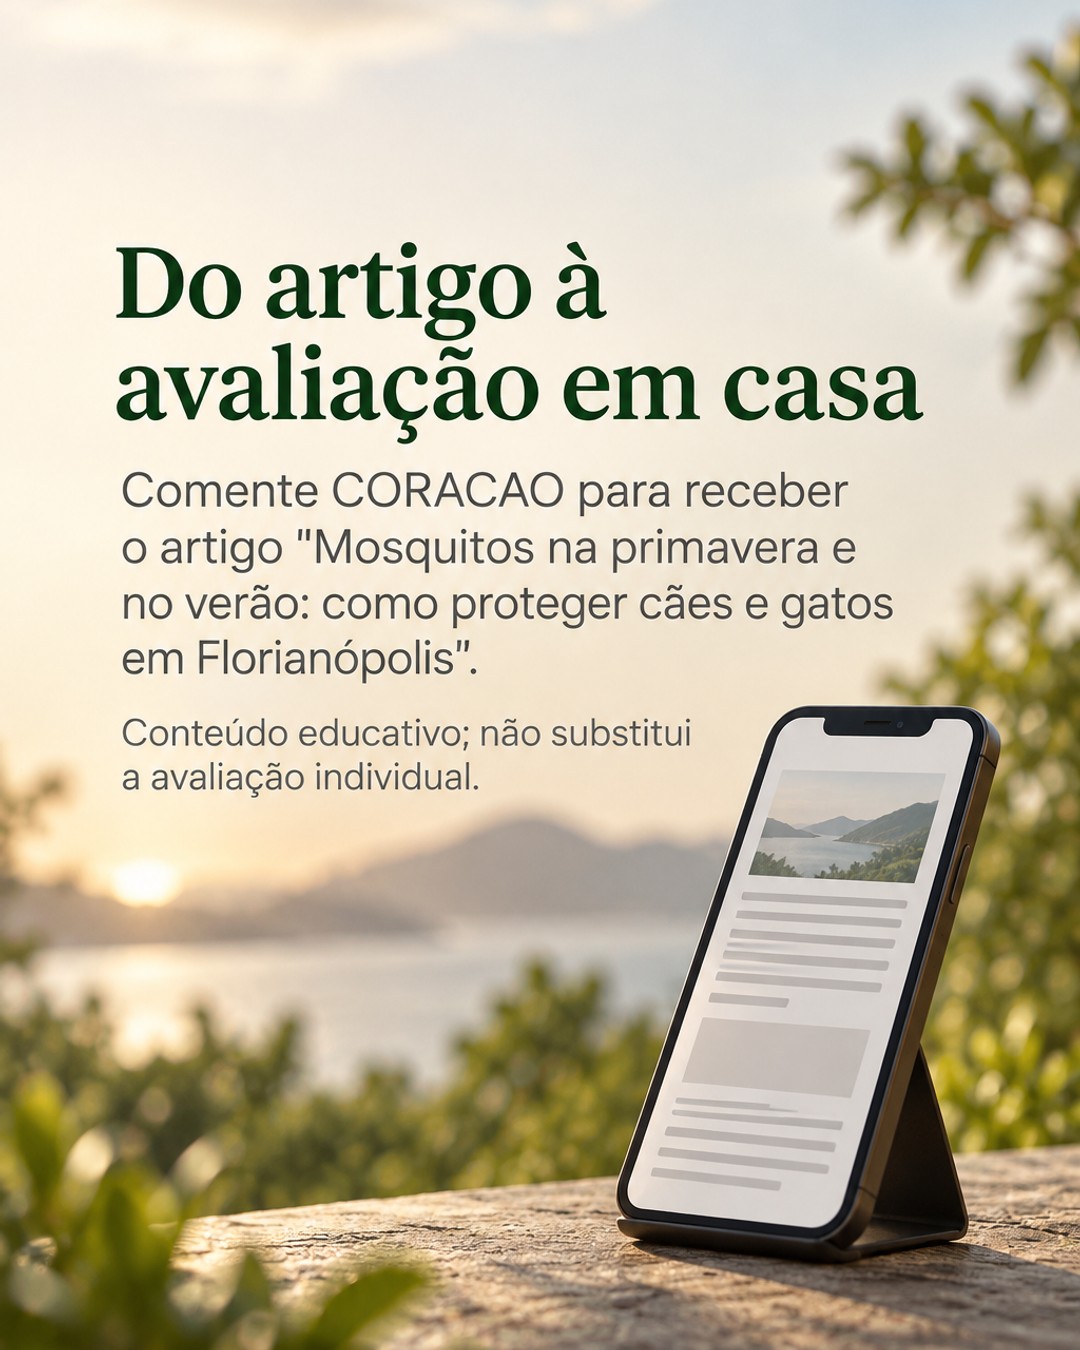 Do artigo à
avaliação em casa
Comente CORACAO para receber
o artigo "Mosquitos na primavera e
no verão: como proteger cães e gatos
em Florianópolis".
Conteúdo educativo; não substitui
a avaliação individual.